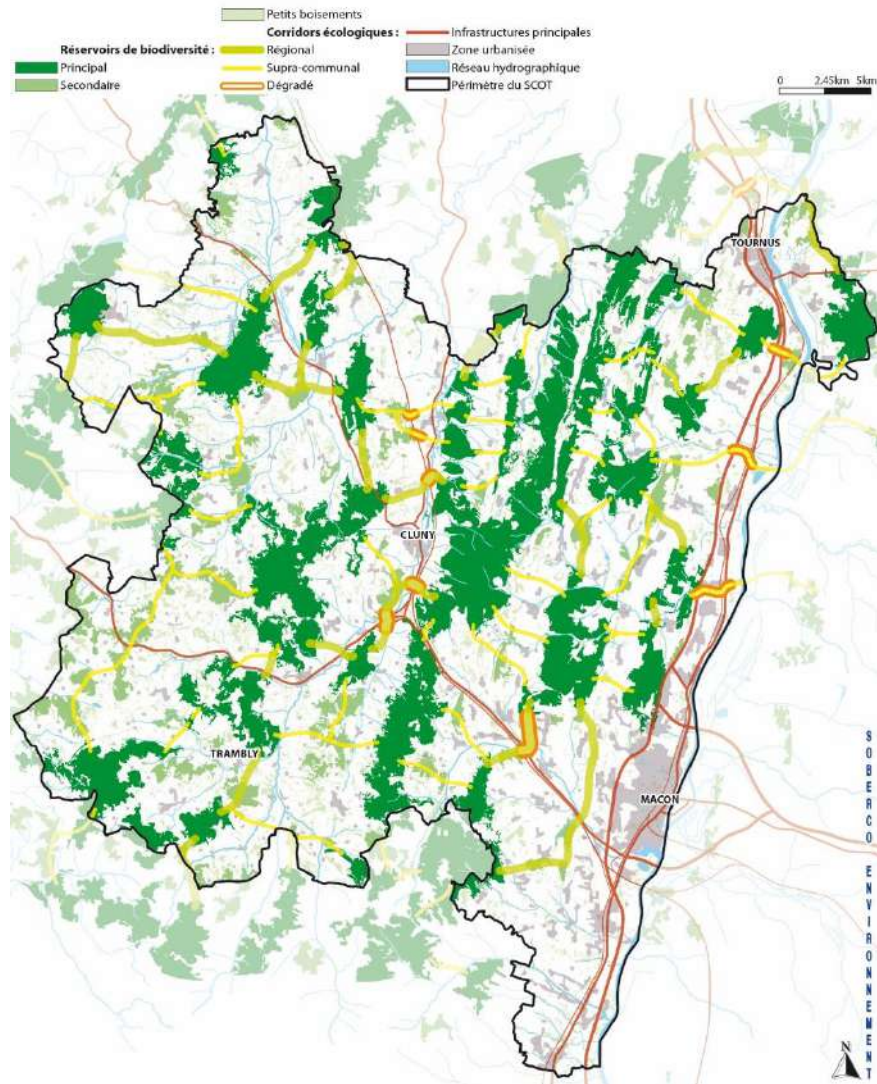 Petits boisements
Corridors écologiques : Infrastructures principales
Réservoirs de biodiversité : Régional Zone urbanisée
Principal Supra-communal Réseau hydrographique
Secondaire Dégradé Périmètre du SCOT
0 2.45km 5km
TOURNUS
CLUNY
TRAMBLY
MACON
SOBERCO ENVIRONNEMENT
N